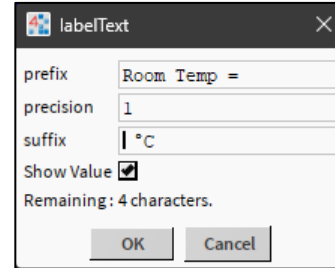 labelText
prefix Room Temp =
precision 1
suffix °C
Show Value
Remaining: 4 characters.
OK Cancel